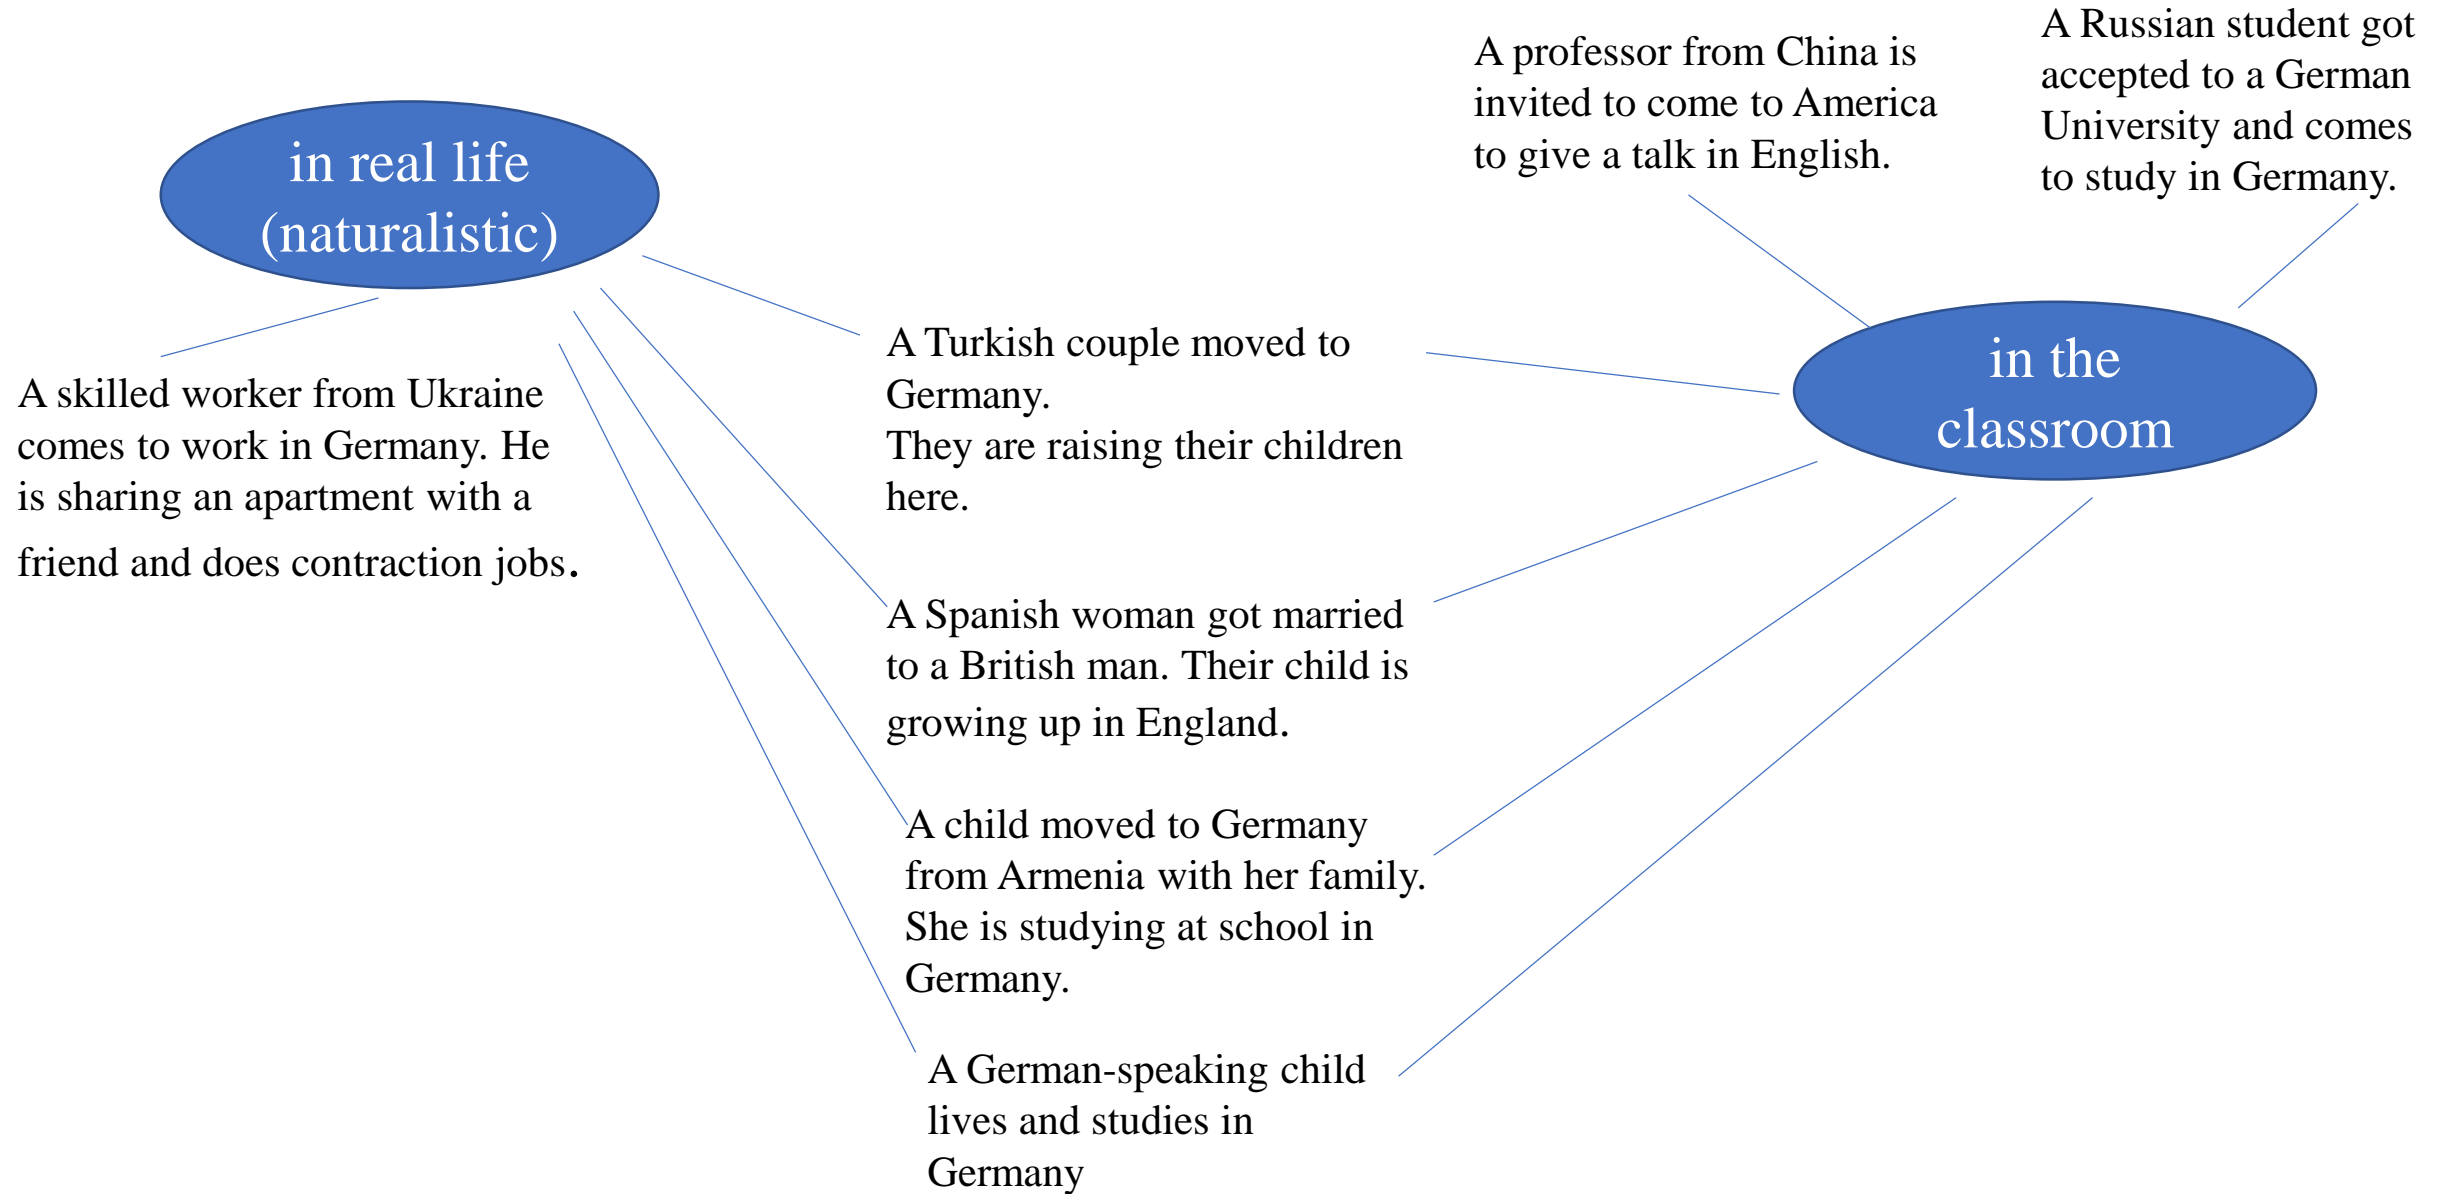 in real life
(naturalistic)
A skilled worker from Ukraine
comes to work in Germany. He
is sharing an apartment with a
friend and does contraction jobs.
A Turkish couple moved to
Germany.
They are raising their children
here.
A Spanish woman got married
to a British man. Their child is
growing up in England.
A child moved to Germany
from Armenia with her family.
She is studying at school in
Germany.
A German-speaking child
lives and studies in
Germany
A professor from China is
invited to come to America
to give a talk in English.
A Russian student got
accepted to a German
University and comes
to study in Germany.
in the
classroom